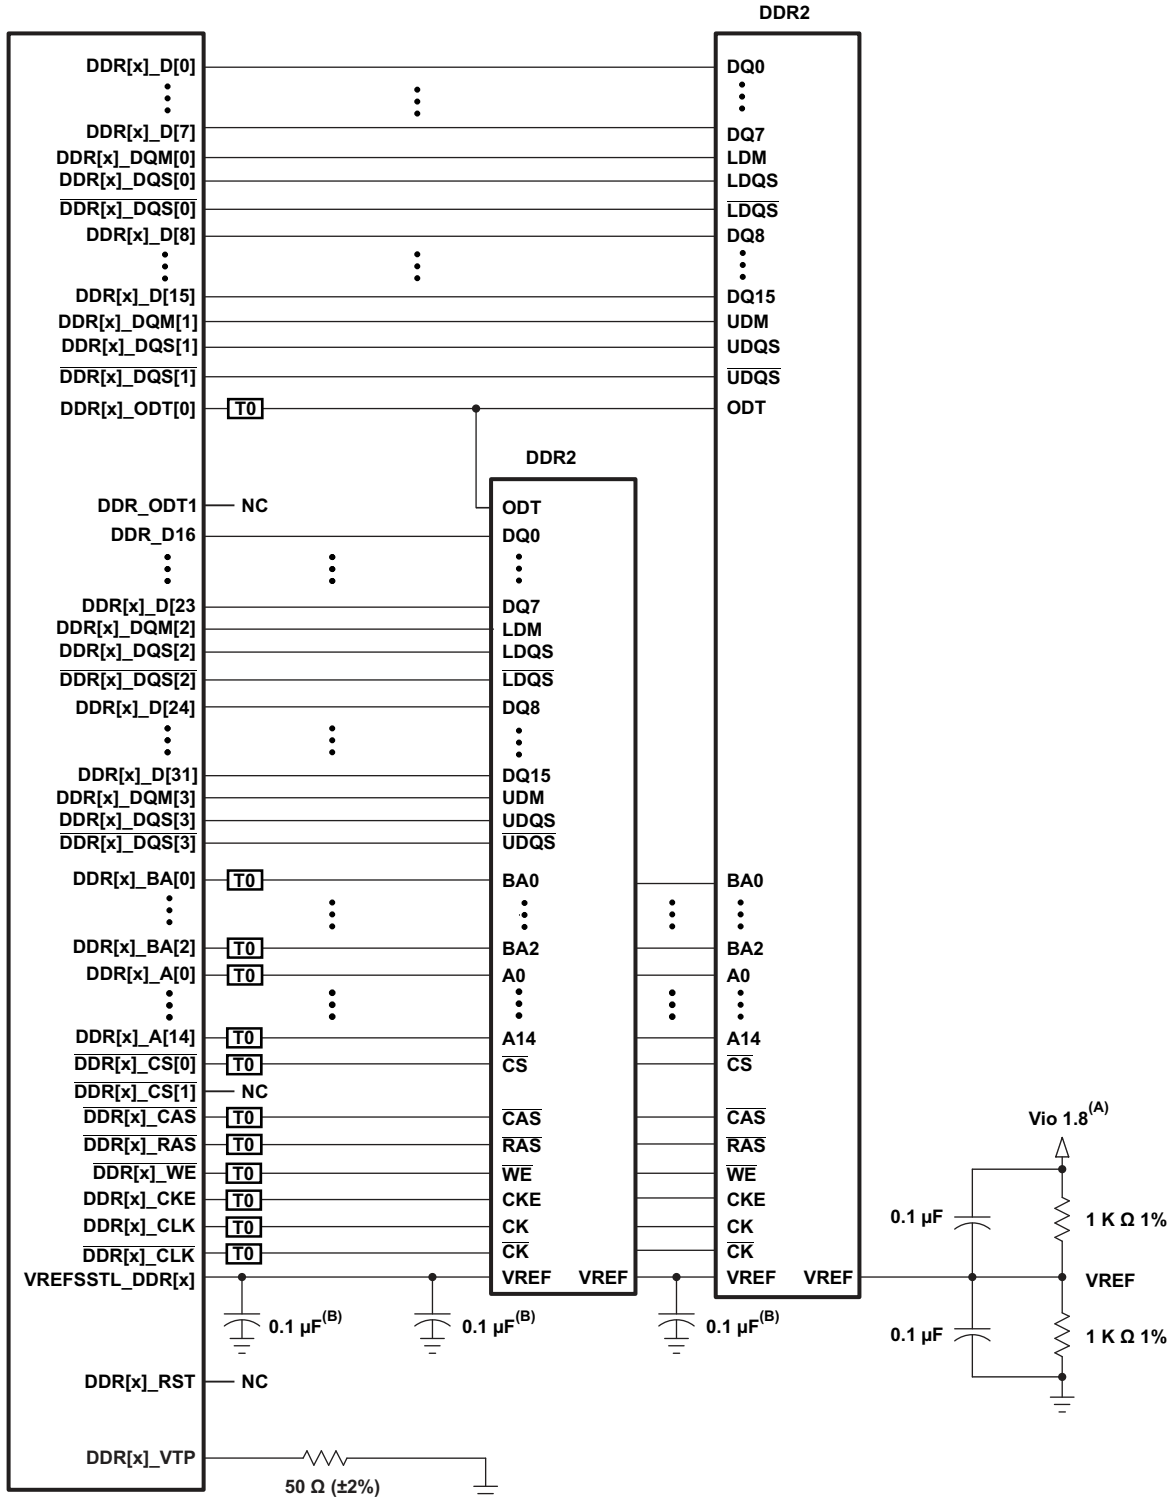 DDR2
DDR[x]_D[0] DQ0
DDR[x]_D[7] DQ7
DDR[x]_DQM[0] LDM
DDR[x]_DQS[0] LDQS
DDR[x]_DQS[0] LDQS
DDR[x]_D[8] DQ8
DDR[x]_D[15] DQ15
DDR[x]_DQM[1] UDM
DDR[x]_DQS[1] UDQS
DDR[x]_DQS[1] UDQS
DDR[x]_ODT[0] T0 ODT
DDR2
DDR_ODT1 NC ODT
DDR_D16 DQ0
DDR[x]_D[23 DQ7
DDR[x]_DQM[2] LDM
DDR[x]_DQS[2] LDQS
DDR[x]_DQS[2] LDQS
DDR[x]_D[24] DQ8
DDR[x]_D[31] DQ15
DDR[x]_DQM[3] UDM
DDR[x]_DQS[3] UDQS
DDR[x]_DQS[3] UDQS
DDR[x]_BA[0] T0 BA0 BA0
DDR[x]_BA[2] T0 BA2 BA2
DDR[x]_A[0] T0 A0 A0
DDR[x]_A[14] T0 A14 A14
DDR[x]_CS[0] T0 CS CS
DDR[x]_CS[1] NC
DDR[x]_CAS T0 CAS CAS
DDR[x]_RAS T0 RAS RAS
DDR[x]_WE T0 WE WE
DDR[x]_CKE T0 CKE CKE
DDR[x]_CLK T0 CK CK
DDR[x]_CLK T0 CK CK
VREFSSTL_DDR[x] VREF VREF VREF VREF VREF
Vio 1.8(A)
0.1 µF 1 K Ω 1%
0.1 µF(B) 0.1 µF(B) 0.1 µF(B) 0.1 µF 1 K Ω 1%
DDR[x]_RST NC
DDR[x]_VTP
50 Ω (±2%)